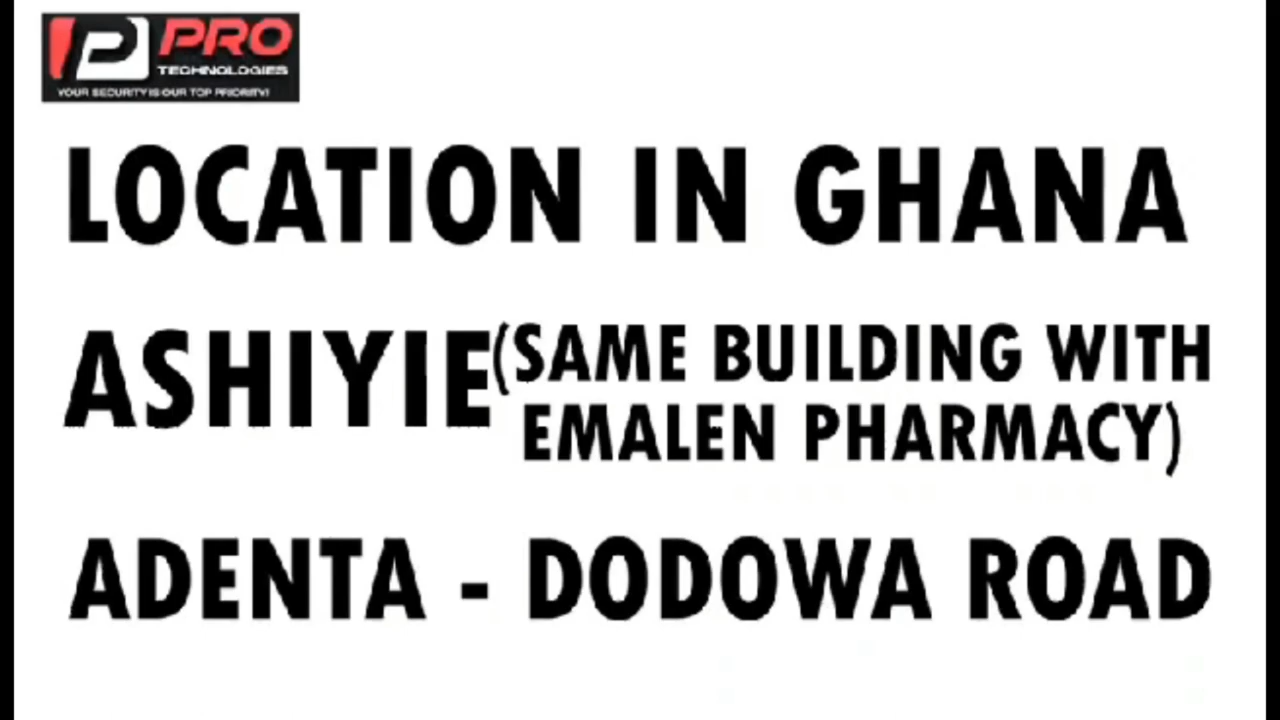 PRO
TECHNOLOGIES
YOUR SECURITY IS OUR TOP PRIORITY!
LOCATION IN GHANA
ASHIYIE (SAME BUILDING WITH
EMALEN PHARMACY)
ADENTA - DODOWA ROAD